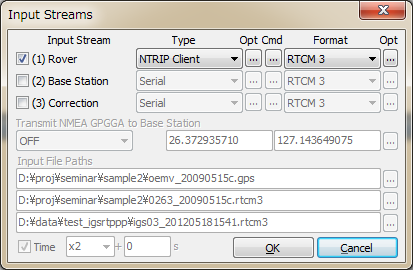 Input Streams
Input Stream Type Opt Cmd Format Opt
(1) Rover NTRIP Client ... ... RTCM 3 ...
(2) Base Station Serial ... ... RTCM 3 ...
(3) Correction Serial ... ... RTCM 3 ...
Transmit NMEA GPGGA to Base Station
OFF 26.372935710 127.143649075 ...
Input File Paths
D:¥proj¥seminar¥sample2¥oemv_20090515c.gps ...
D:¥proj¥seminar¥sample2¥0263_20090515c.rtcm3 ...
D:¥data¥test_igsrtppp¥igs03_201205181541.rtcm3 ...
Time x2 + 0 s OK Cancel